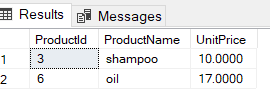 Results Messages
ProductId ProductName UnitPrice
1 3 shampoo 10.0000
2 6 oil 17.0000